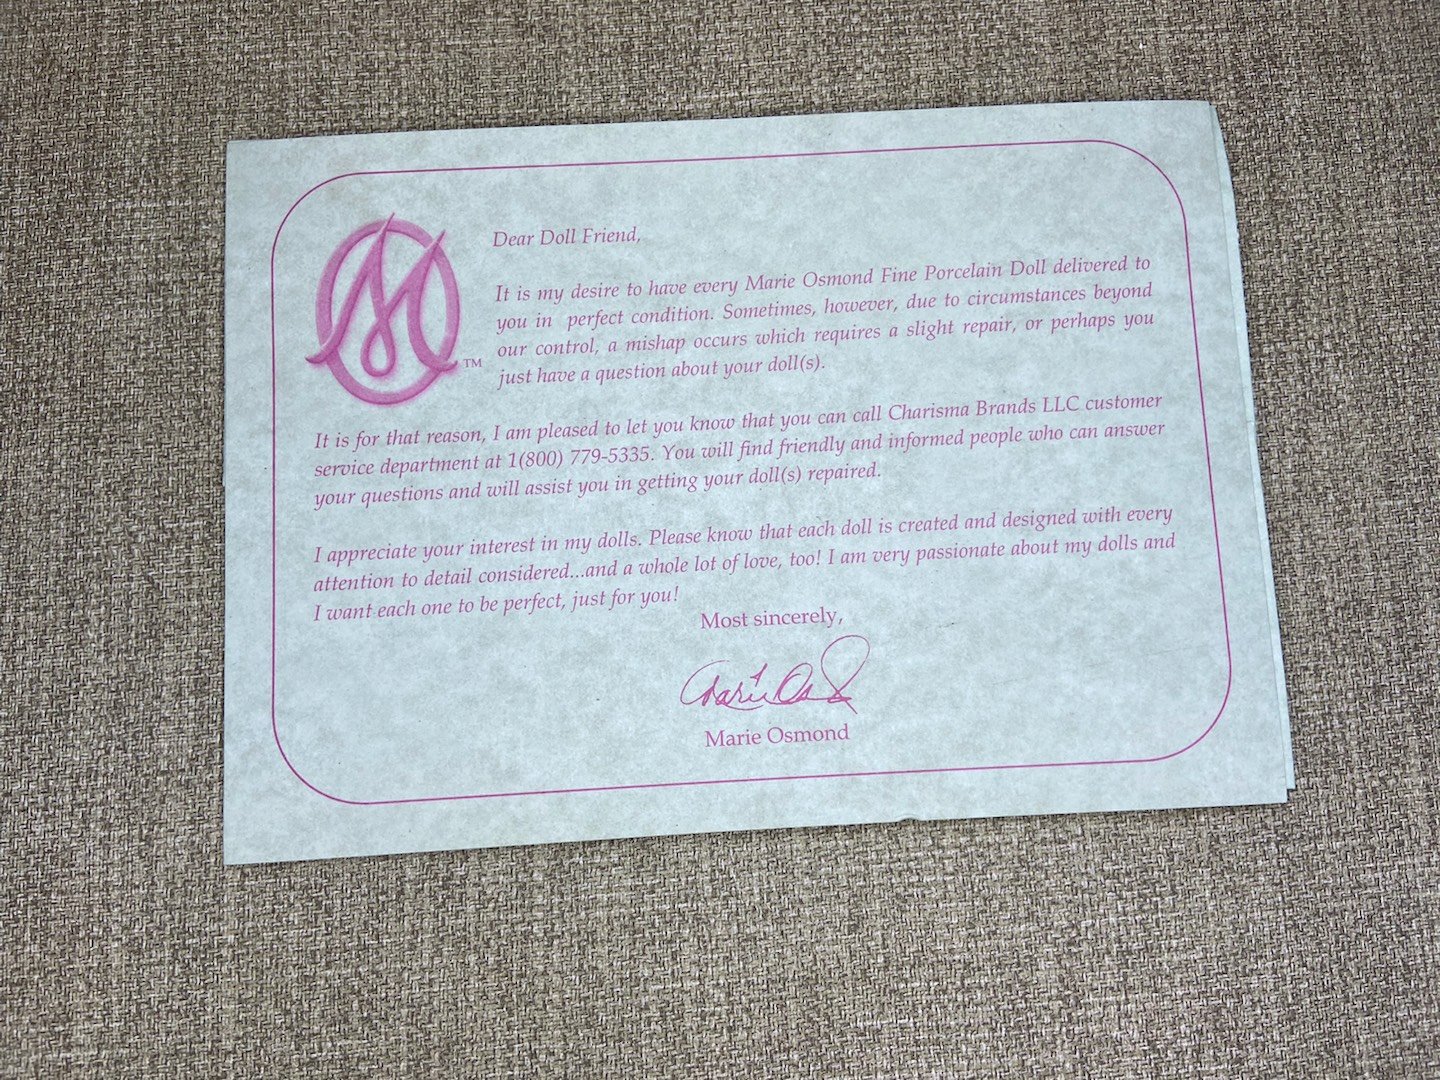 Dear Doll Friend,
It is my desire to have every Marie Osmond Fine Porcelain Doll delivered to
you in perfect condition. Sometimes, however, due to circumstances beyond
our control, a mishap occurs which requires a slight repair, or perhaps you
just have a question about your doll(s).
It is for that reason, I am pleased to let you know that you can call Charisma Brands LLC customer
service department at 1(800) 779-5335. You will find friendly and informed people who can answer
your questions and will assist you in getting your doll(s) repaired.
I appreciate your interest in my dolls. Please know that each doll is created and designed with every
attention to detail considered...and a whole lot of love, too! I am very passionate about my dolls and
I want each one to be perfect, just for you!
Most sincerely,
Marie Osmond
Marie Osmond
M
TM